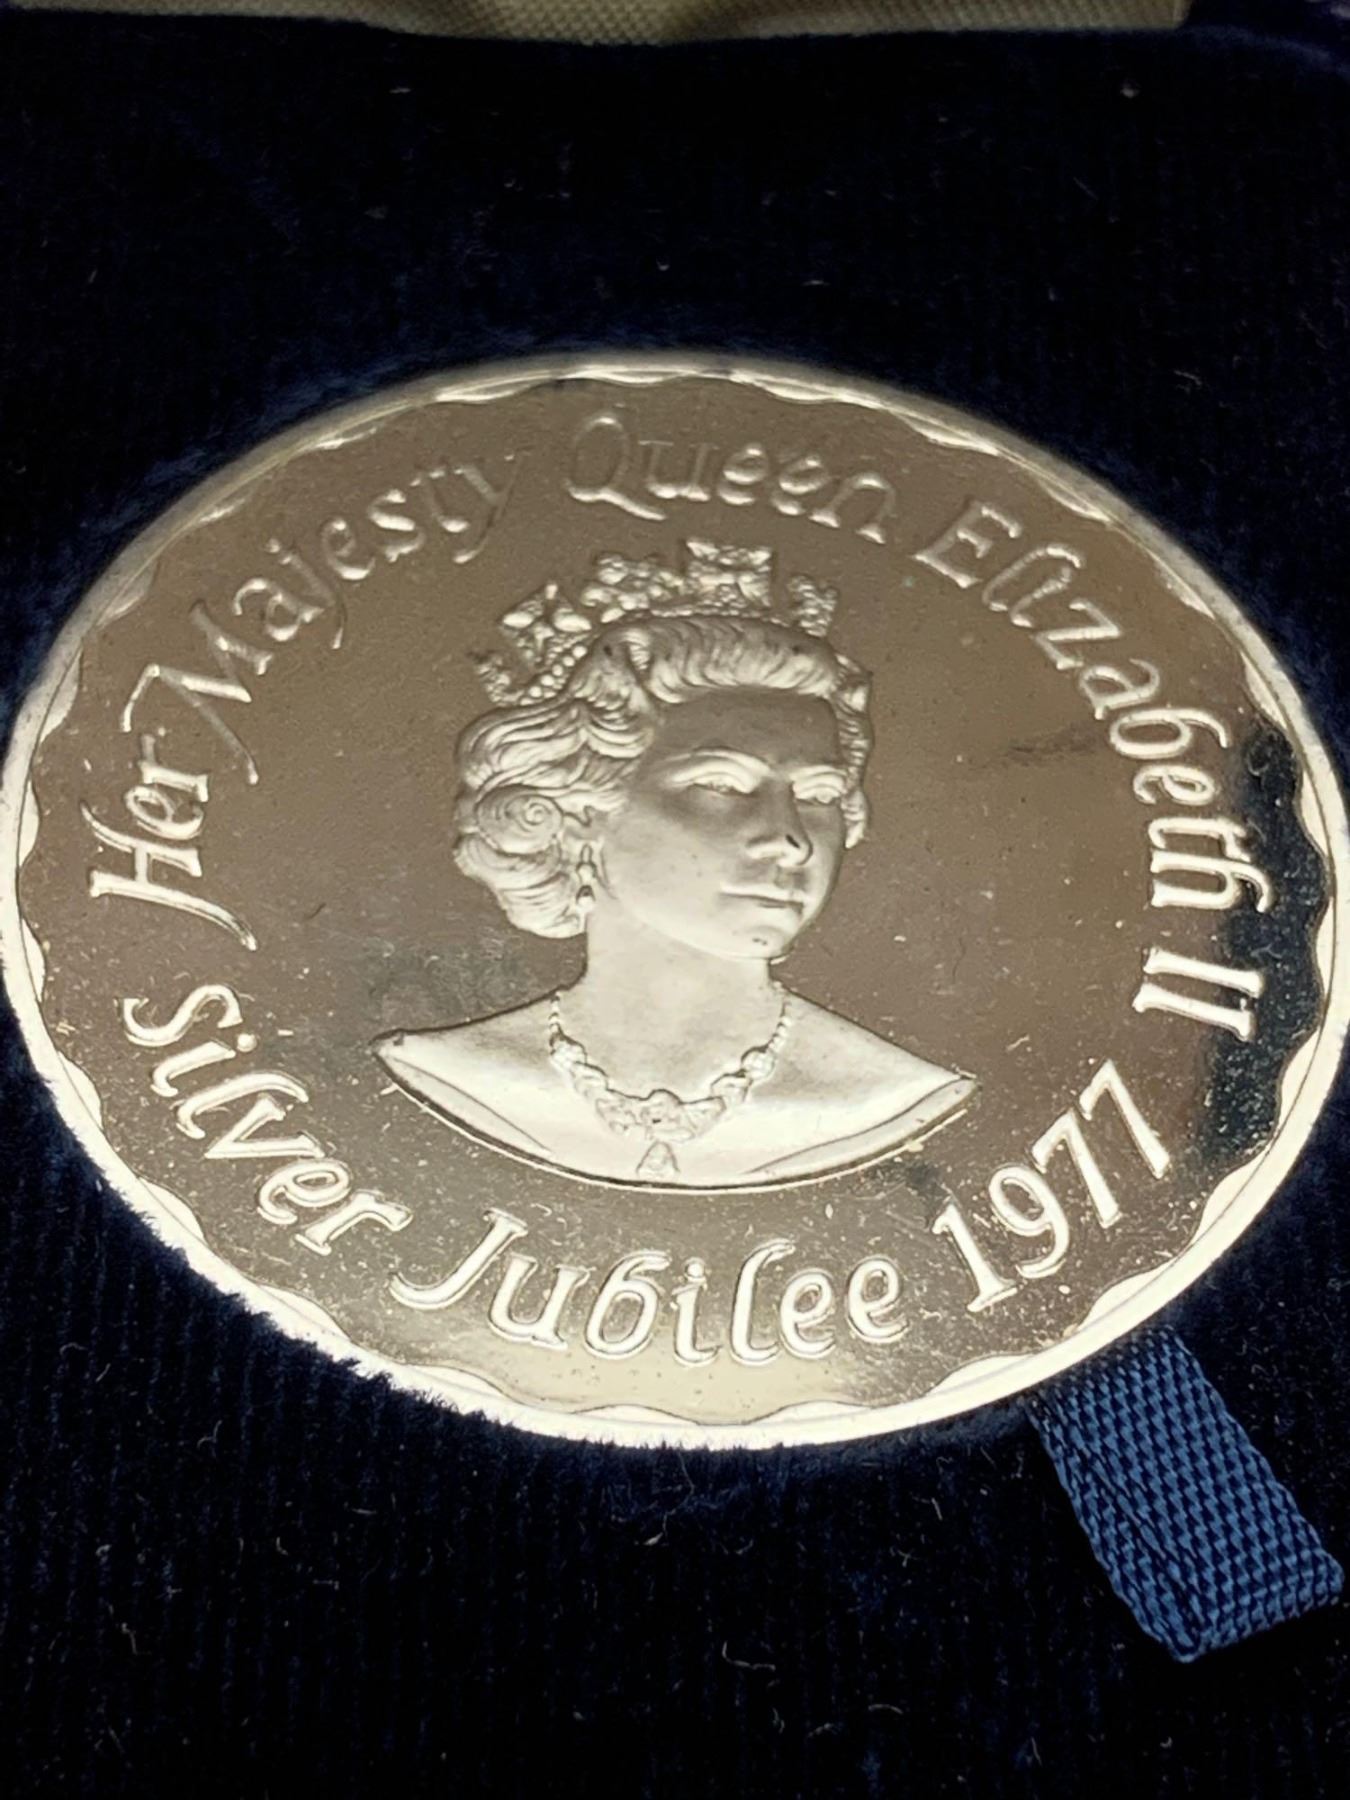 Her Majesty Queen Elizabeth II
Silver Jubilee 1977